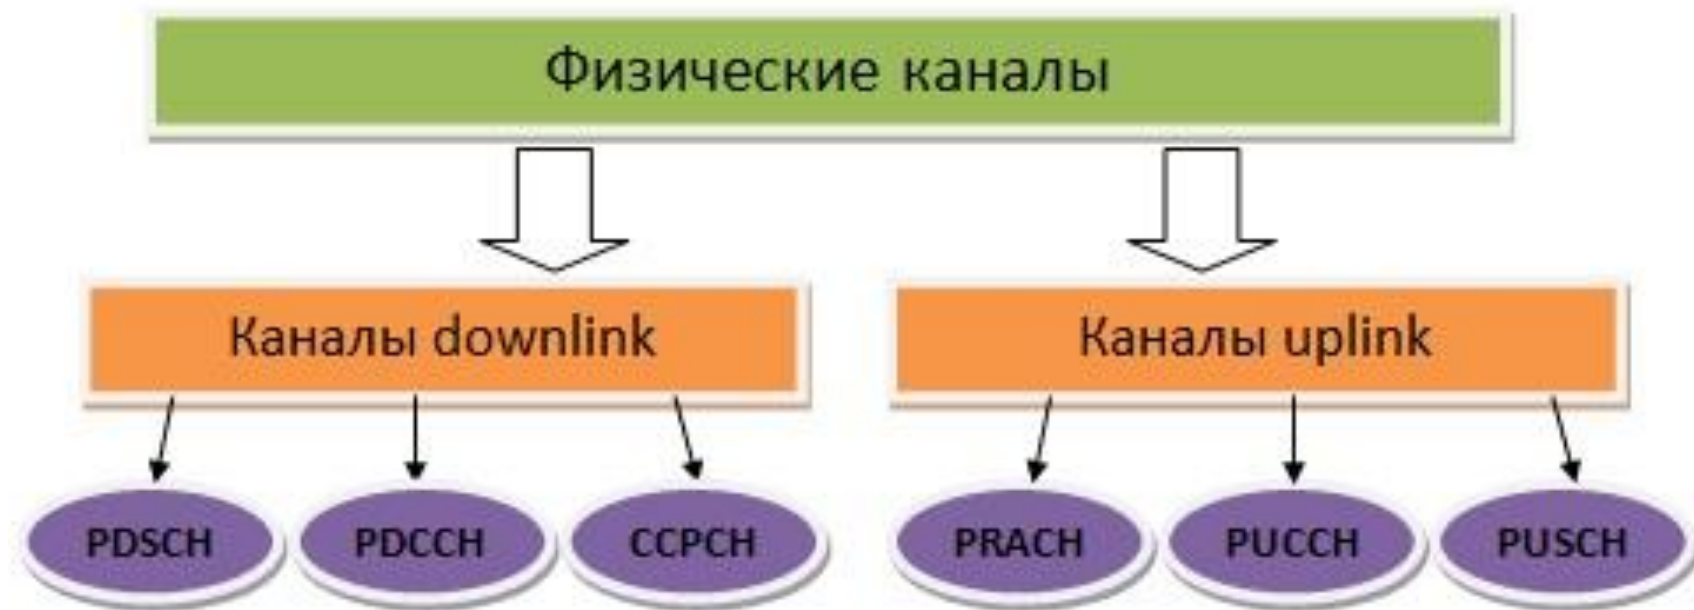 Физические каналы
Каналы downlink
Каналы uplink
PDSCH
PDCCH
CCPCH
PRACH
PUCCH
PUSCH